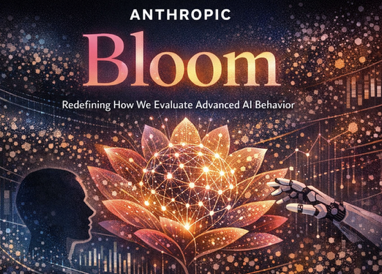 ANTHROPIC
Bloom
Redefining How We Evaluate Advanced AI Behavior